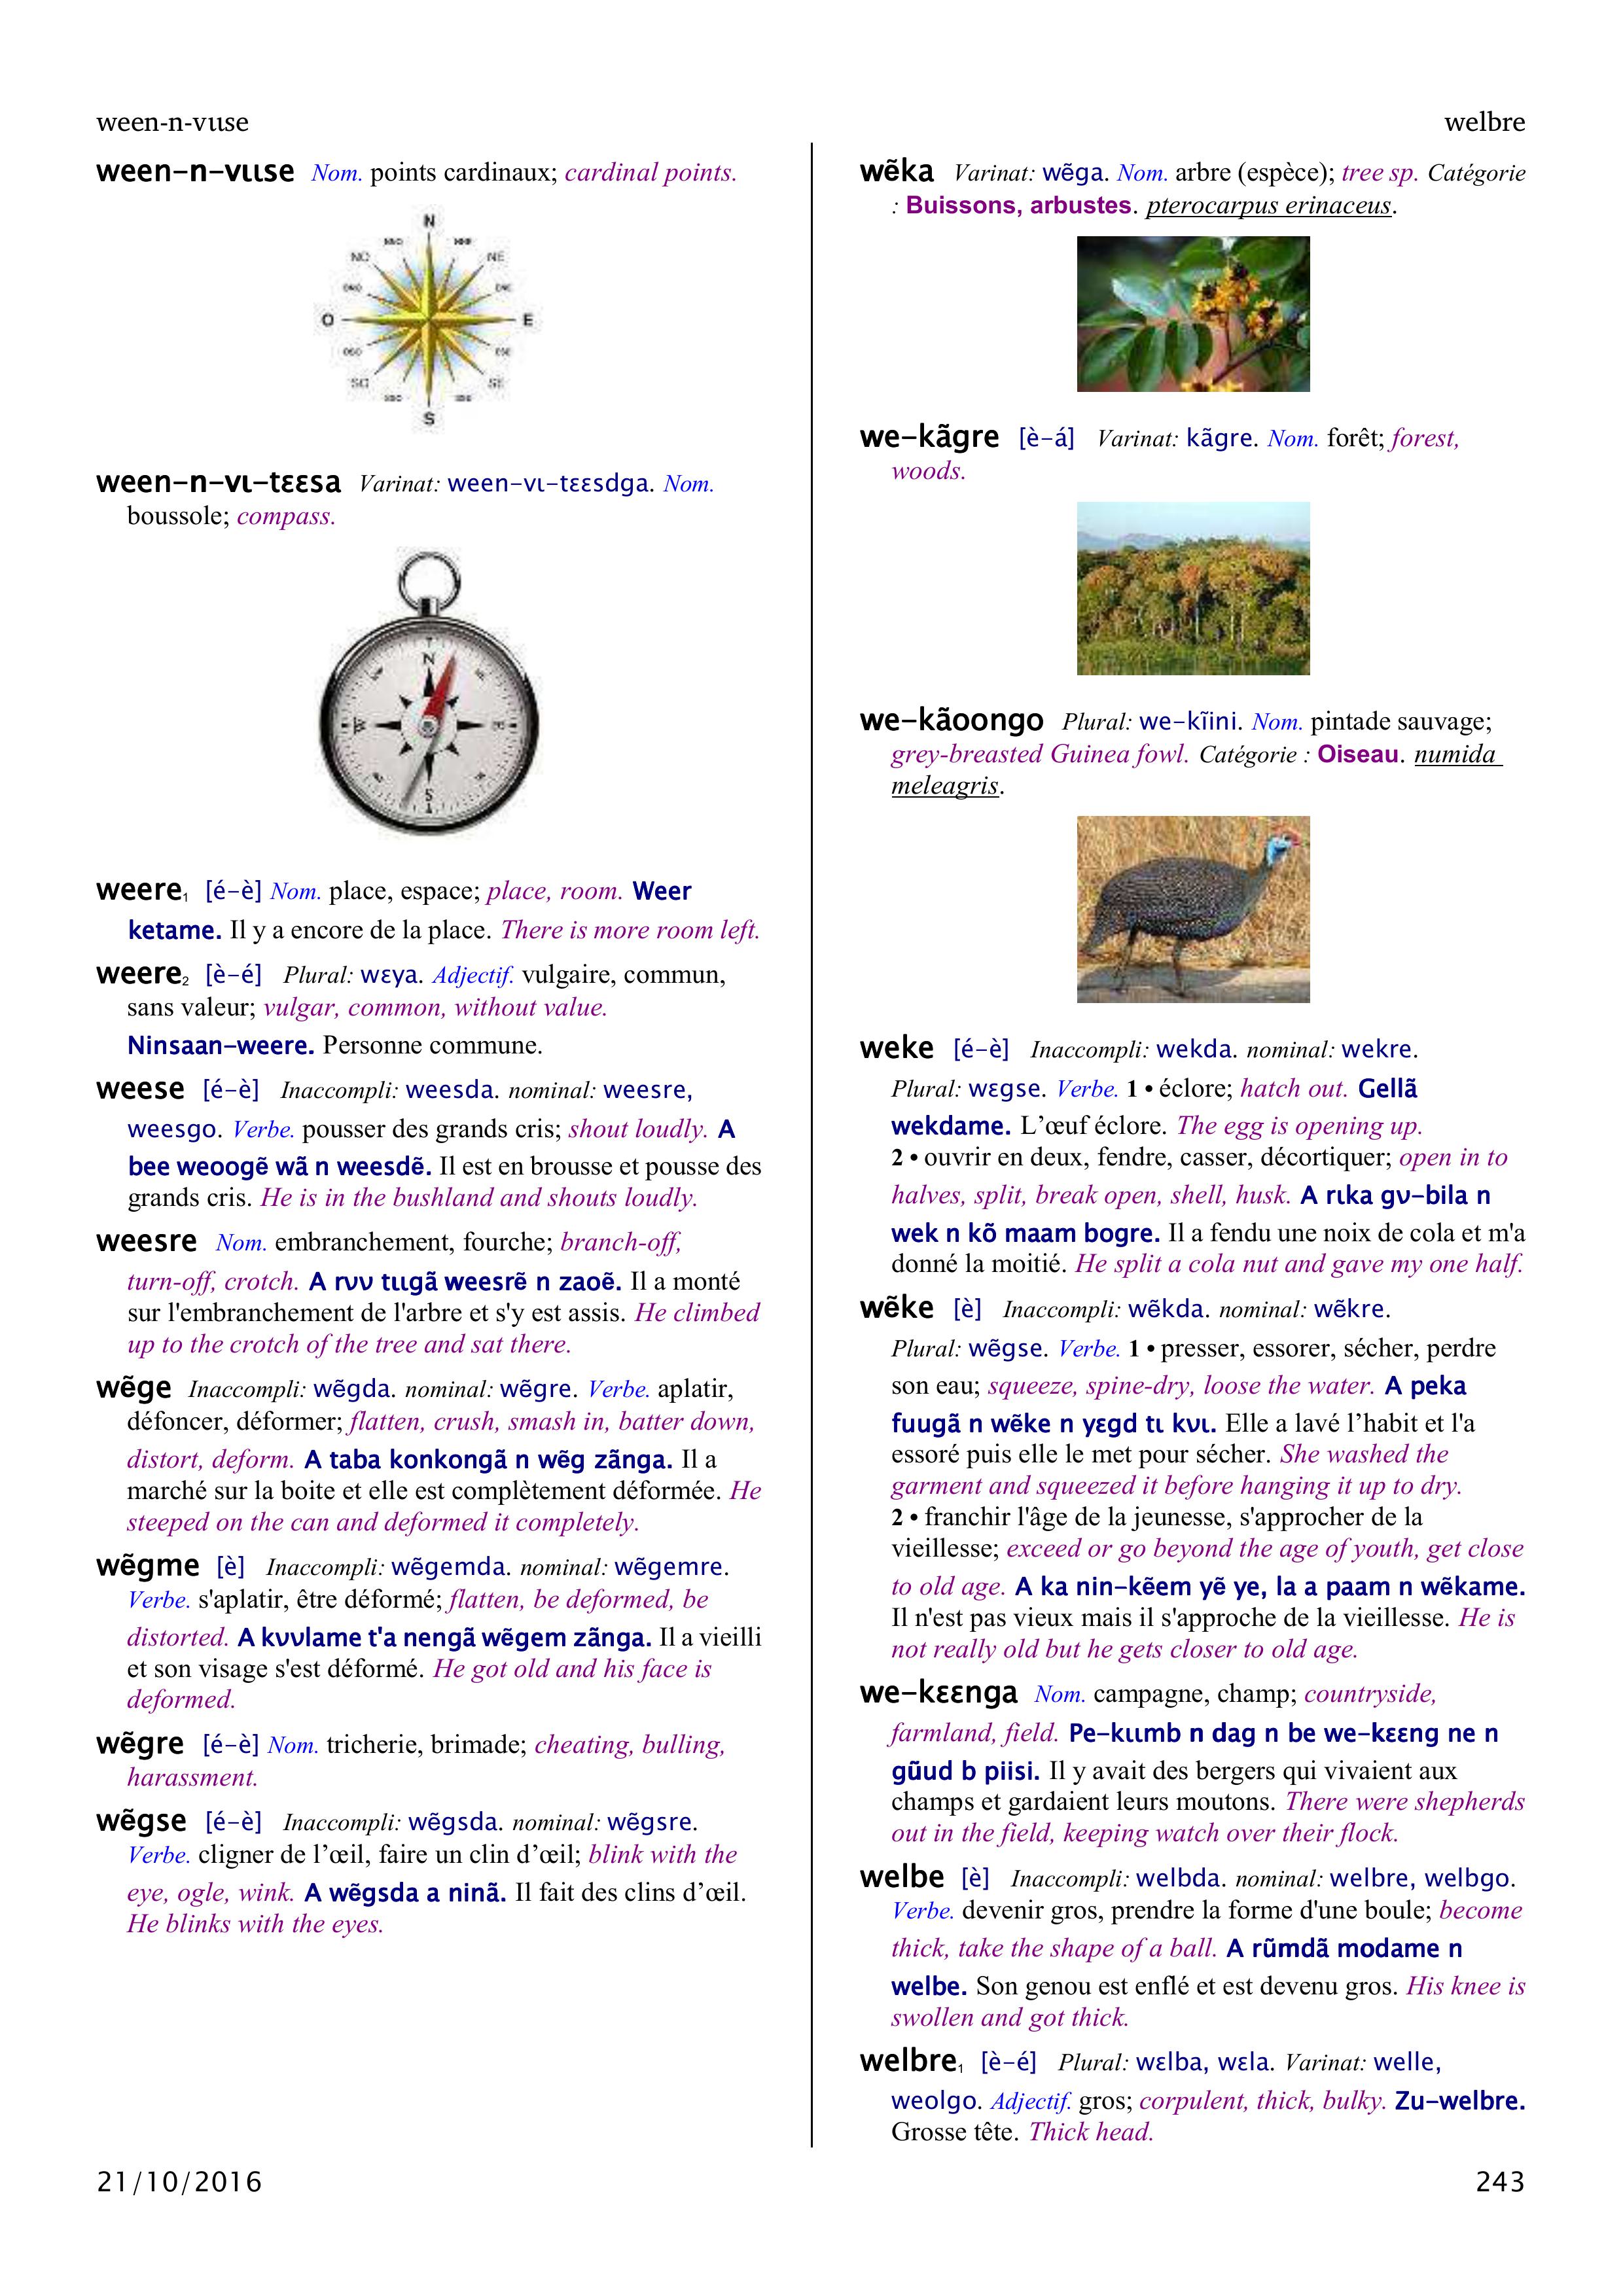 ween-n-vɩɩse
welbre
ween-n-vɩɩse Nom. points cardinaux; cardinal points.
N
NO
NE
O
E
SO
SE
S
ween-n-vɩ-tɛɛsa Varinat: ween-vɩ-tɛɛsdga. Nom.
boussole; compass.
N
S
weere₁ [é-è] Nom. place, espace; place, room. Weer
ketame. Il y a encore de la place. There is more room left.
weere₂ [è-é] Plural: wɛya. Adjectif. vulgaire, commun,
sans valeur; vulgar, common, without value.
Ninsaan-weere. Personne commune.
weese [é-è] Inaccompli: weesda. nominal: weesre,
weesgo. Verbe. pousser des grands cris; shout loudly. A
bee weoogẽ wã n weesdẽ. Il est en brousse et pousse des
grands cris. He is in the bushland and shouts loudly.
weesre Nom. embranchement, fourche; branch-off,
turn-off, crotch. A rʋʋ tɩɩgã weesrẽ n zaoẽ. Il a monté
sur l'embranchement de l'arbre et s'y est assis. He climbed
up to the crotch of the tree and sat there.
wẽge Inaccompli: wẽgda. nominal: wẽgre. Verbe. aplatir,
défoncer, déformer; flatten, crush, smash in, batter down,
distort, deform. A taba konkongã n wẽg zãnga. Il a
marché sur la boite et elle est complètement déformée. He
steeped on the can and deformed it completely.
wẽgme [è] Inaccompli: wẽgemda. nominal: wẽgemre.
Verbe. s'aplatir, être déformé; flatten, be deformed, be
distorted. A kʋʋlame t'a nengã wẽgem zãnga. Il a vieilli
et son visage s'est déformé. He got old and his face is
deformed.
wẽgre [é-è] Nom. tricherie, brimade; cheating, bulling,
harassment.
wẽgse [é-è] Inaccompli: wẽgsda. nominal: wẽgsre.
Verbe. cligner de l’œil, faire un clin d’œil; blink with the
eye, ogle, wink. A wẽgsda a ninã. Il fait des clins d’œil.
He blinks with the eyes.
wẽka Varinat: wẽga. Nom. arbre (espèce); tree sp. Catégorie
: Buissons, arbustes. pterocarpus erinaceus.
we-kãgre [è-á] Varinat: kãgre. Nom. forêt; forest,
woods.
we-kãoongo Plural: we-kĩini. Nom. pintade sauvage;
grey-breasted Guinea fowl. Catégorie : Oiseau. numida
meleagris.
weke [é-è] Inaccompli: wekda. nominal: wekre.
Plural: wɛgse. Verbe. 1 • éclore; hatch out. Gellã
wekdame. L’œuf éclore. The egg is opening up.
2 • ouvrir en deux, fendre, casser, décortiquer; open in to
halves, split, break open, shell, husk. A rɩka gʋ-bila n
wek n kõ maam bogre. Il a fendu une noix de cola et m'a
donné la moitié. He split a cola nut and gave my one half.
wẽke [è] Inaccompli: wẽkda. nominal: wẽkre.
Plural: wẽgse. Verbe. 1 • presser, essorer, sécher, perdre
son eau; squeeze, spine-dry, loose the water. A peka
fuugã n wẽke n yɛgd tɩ kʋɩ. Elle a lavé l’habit et l'a
essoré puis elle le met pour sécher. She washed the
garment and squeezed it before hanging it up to dry.
2 • franchir l'âge de la jeunesse, s'approcher de la
vieillesse; exceed or go beyond the age of youth, get close
to old age. A ka nin-kẽem yẽ ye, la a paam n wẽkame.
Il n'est pas vieux mais il s'approche de la vieillesse. He is
not really old but he gets closer to old age.
we-kɛɛnga Nom. campagne, champ; countryside,
farmland, field. Pe-kɩɩmb n dag n be we-kɛɛng ne n
gũud b piisi. Il y avait des bergers qui vivaient aux
champs et gardaient leurs moutons. There were shepherds
out in the field, keeping watch over their flock.
welbe [è] Inaccompli: welbda. nominal: welbre, welbgo.
Verbe. devenir gros, prendre la forme d'une boule; become
thick, take the shape of a ball. A rũmdã modame n
welbe. Son genou est enflé et est devenu gros. His knee is
swollen and got thick.
welbre₁ [è-é] Plural: wɛlba, wɛla. Varinat: welle,
weolgo. Adjectif. gros; corpulent, thick, bulky. Zu-welbre.
Grosse tête. Thick head.
21/10/2016
243